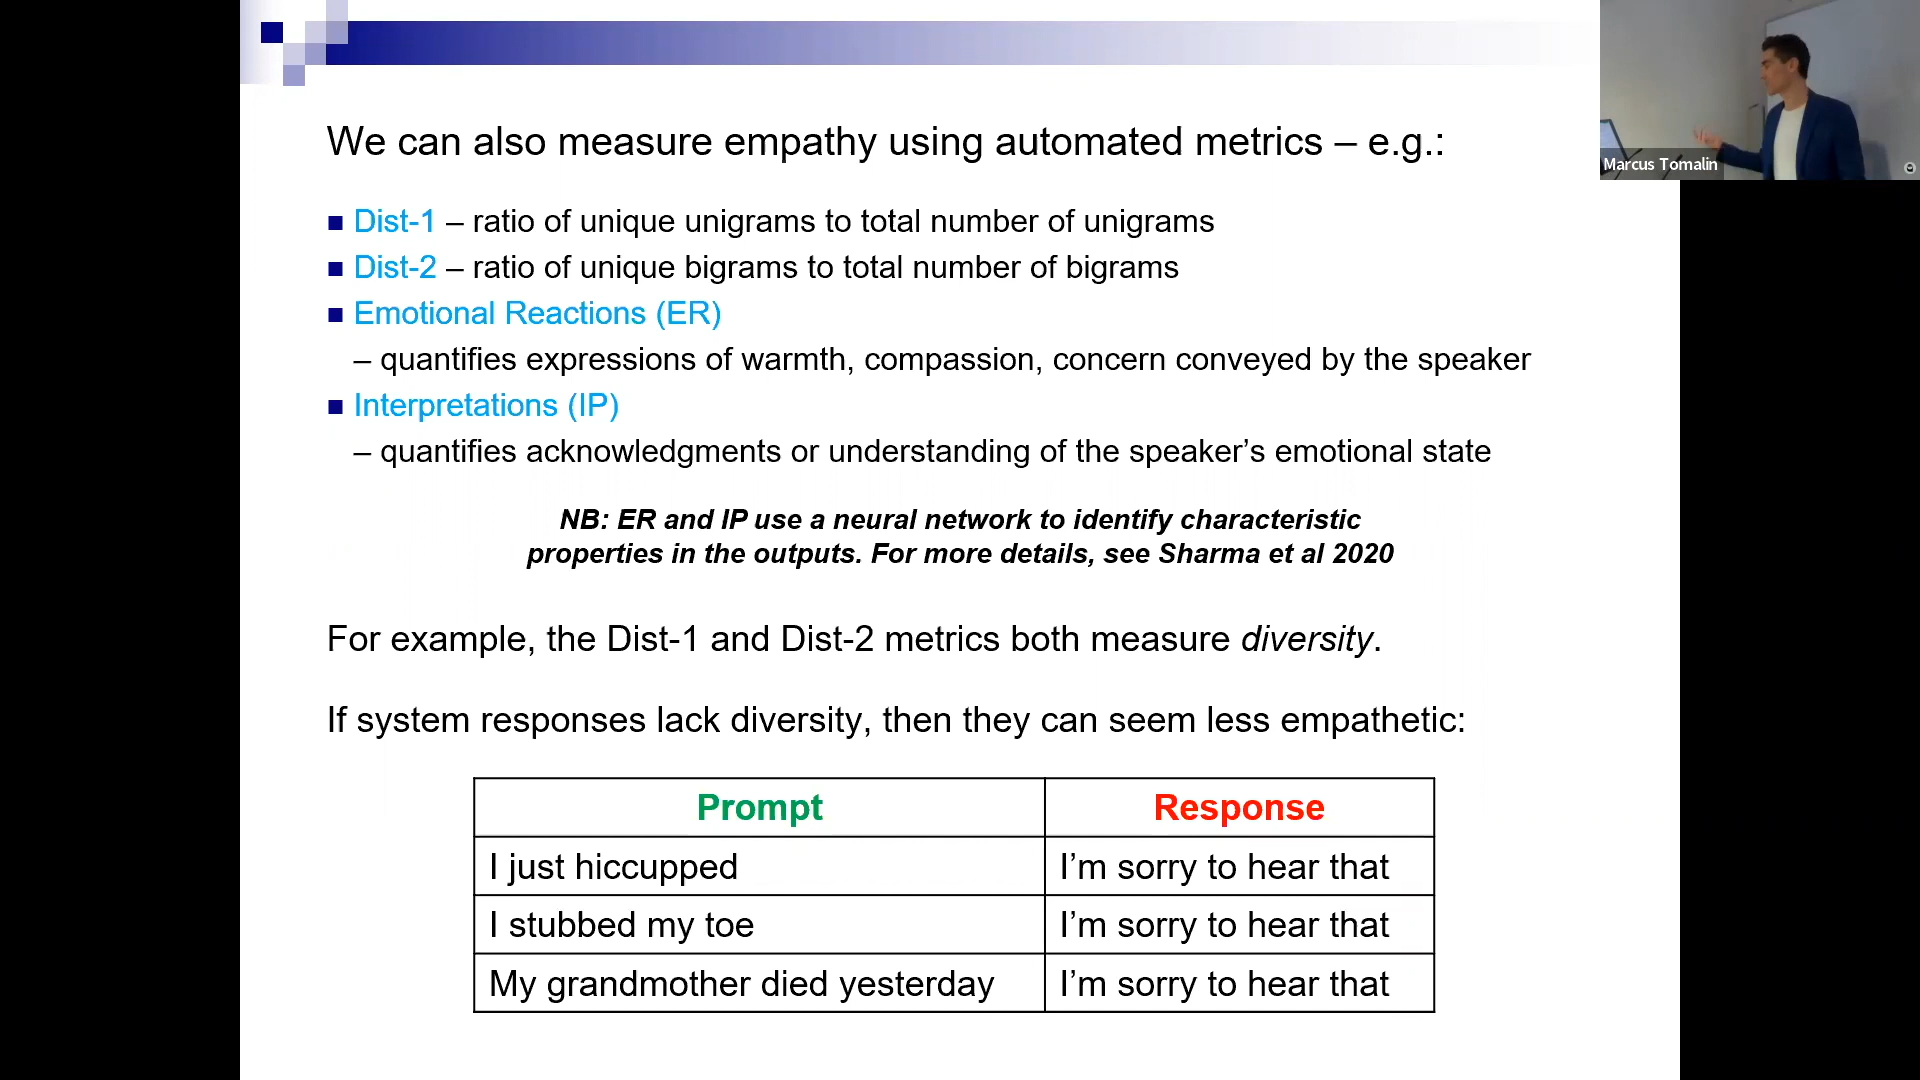 Marcus Tomalin
We can also measure empathy using automated metrics – e.g.:
Dist-1 – ratio of unique unigrams to total number of unigrams
Dist-2 – ratio of unique bigrams to total number of bigrams
Emotional Reactions (ER)
– quantifies expressions of warmth, compassion, concern conveyed by the speaker
Interpretations (IP)
– quantifies acknowledgments or understanding of the speaker’s emotional state
NB: ER and IP use a neural network to identify characteristic
properties in the outputs. For more details, see Sharma et al 2020
For example, the Dist-1 and Dist-2 metrics both measure diversity.
If system responses lack diversity, then they can seem less empathetic:
Prompt Response
I just hiccupped I’m sorry to hear that
I stubbed my toe I’m sorry to hear that
My grandmother died yesterday I’m sorry to hear that